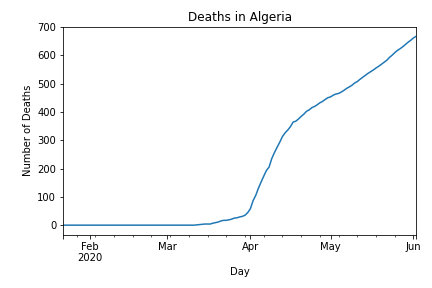 Deaths in Algeria
Number of Deaths
700
600
500
400
300
200
100
0
Feb
2020
Mar
Apr
May
Jun
Day